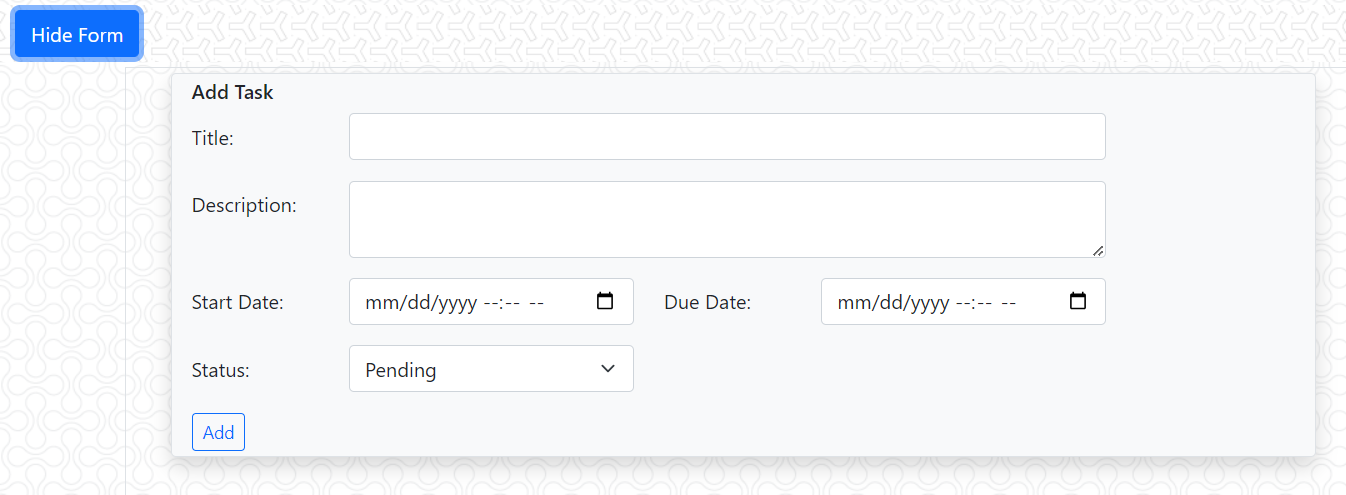 Hide Form
Add Task
Title:
Description:
Start Date: mm/dd/yyyy --:-- -- Due Date: mm/dd/yyyy --:-- --
Status: Pending
Add